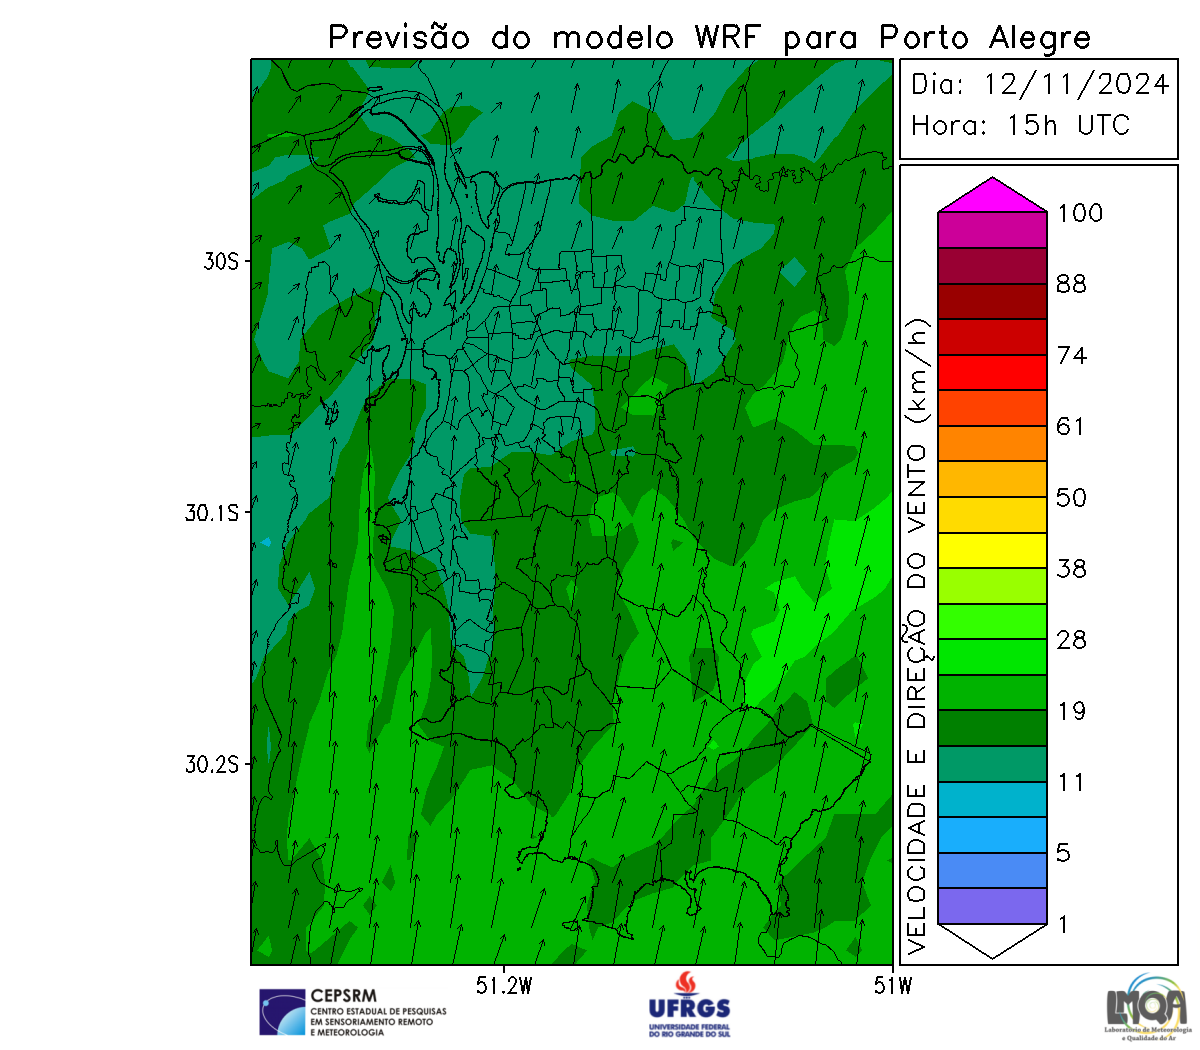 Previsão do modelo WRF para Porto Alegre
Dia: 12/11/2024
Hora: 15h UTC
30S
30.1S
30.2S
51.2W
51W
VELOCIDADE E DIREÇÃO DO VENTO (km/h)
100
88
74
61
50
38
28
19
11
5
1
CEPSRM
CENTRO ESTADUAL DE PESQUISAS
EM SENSORIAMENTO REMOTO
E METEOROLOGIA
UFRGS
UNIVERSIDADE FEDERAL
DO RIO GRANDE DO SUL
LMQA
Laboratório de Meteorologia
e Qualidade do Ar